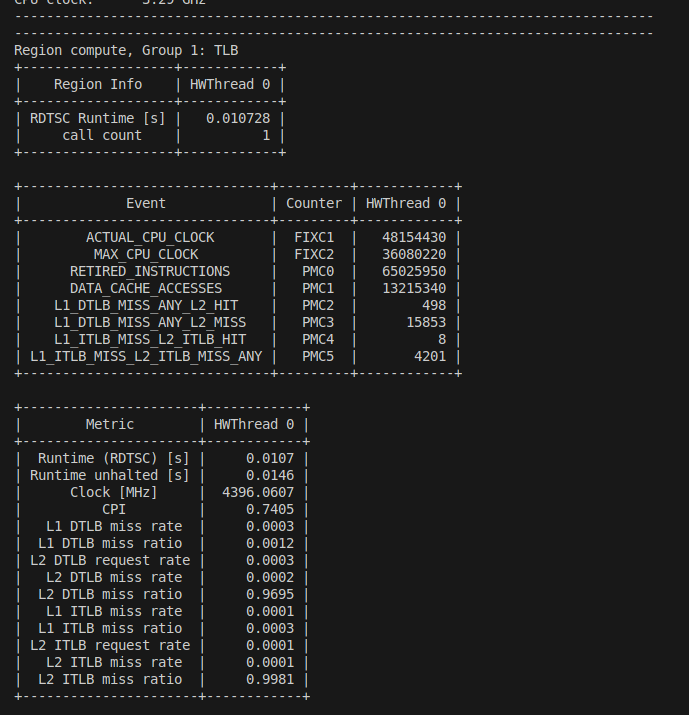 CPU clock:      3.29 GHz
--------------------------------------------------------------------------------
--------------------------------------------------------------------------------
Region compute, Group 1: TLB
+-------------------+------------+
|    Region Info    | HWThread 0 |
+-------------------+------------+
| RDTSC Runtime [s] |   0.010728 |
|     call count    |          1 |
+-------------------+------------+

+-------------------------------+---------+------------+
|             Event             | Counter | HWThread 0 |
+-------------------------------+---------+------------+
|        ACTUAL_CPU_CLOCK       |  FIXC1  |   48154430 |
|         MAX_CPU_CLOCK         |  FIXC2  |   36080220 |
|      RETIRED_INSTRUCTIONS     |   PMC0  |   65025950 |
|      DATA_CACHE_ACCESSES      |   PMC1  |   13215340 |
|    L1_DTLB_MISS_ANY_L2_HIT    |   PMC2  |        498 |
|    L1_DTLB_MISS_ANY_L2_MISS   |   PMC3  |      15853 |
|    L1_ITLB_MISS_L2_ITLB_HIT   |   PMC4  |          8 |
| L1_ITLB_MISS_L2_ITLB_MISS_ANY |   PMC5  |       4201 |
+-------------------------------+---------+------------+

+----------------------+------------+
|        Metric        | HWThread 0 |
+----------------------+------------+
|  Runtime (RDTSC) [s] |     0.0107 |
| Runtime unhalted [s] |     0.0146 |
|      Clock [MHz]     |  4396.0607 |
|          CPI         |     0.7405 |
|   L1 DTLB miss rate  |     0.0003 |
|  L1 DTLB miss ratio  |     0.0012 |
| L2 DTLB request rate |     0.0003 |
|   L2 DTLB miss rate  |     0.0002 |
|  L2 DTLB miss ratio  |     0.9695 |
|   L1 ITLB miss rate  |     0.0001 |
|  L1 ITLB miss ratio  |     0.0003 |
| L2 ITLB request rate |     0.0001 |
|   L2 ITLB miss rate  |     0.0001 |
|  L2 ITLB miss ratio  |     0.9981 |
+----------------------+------------+